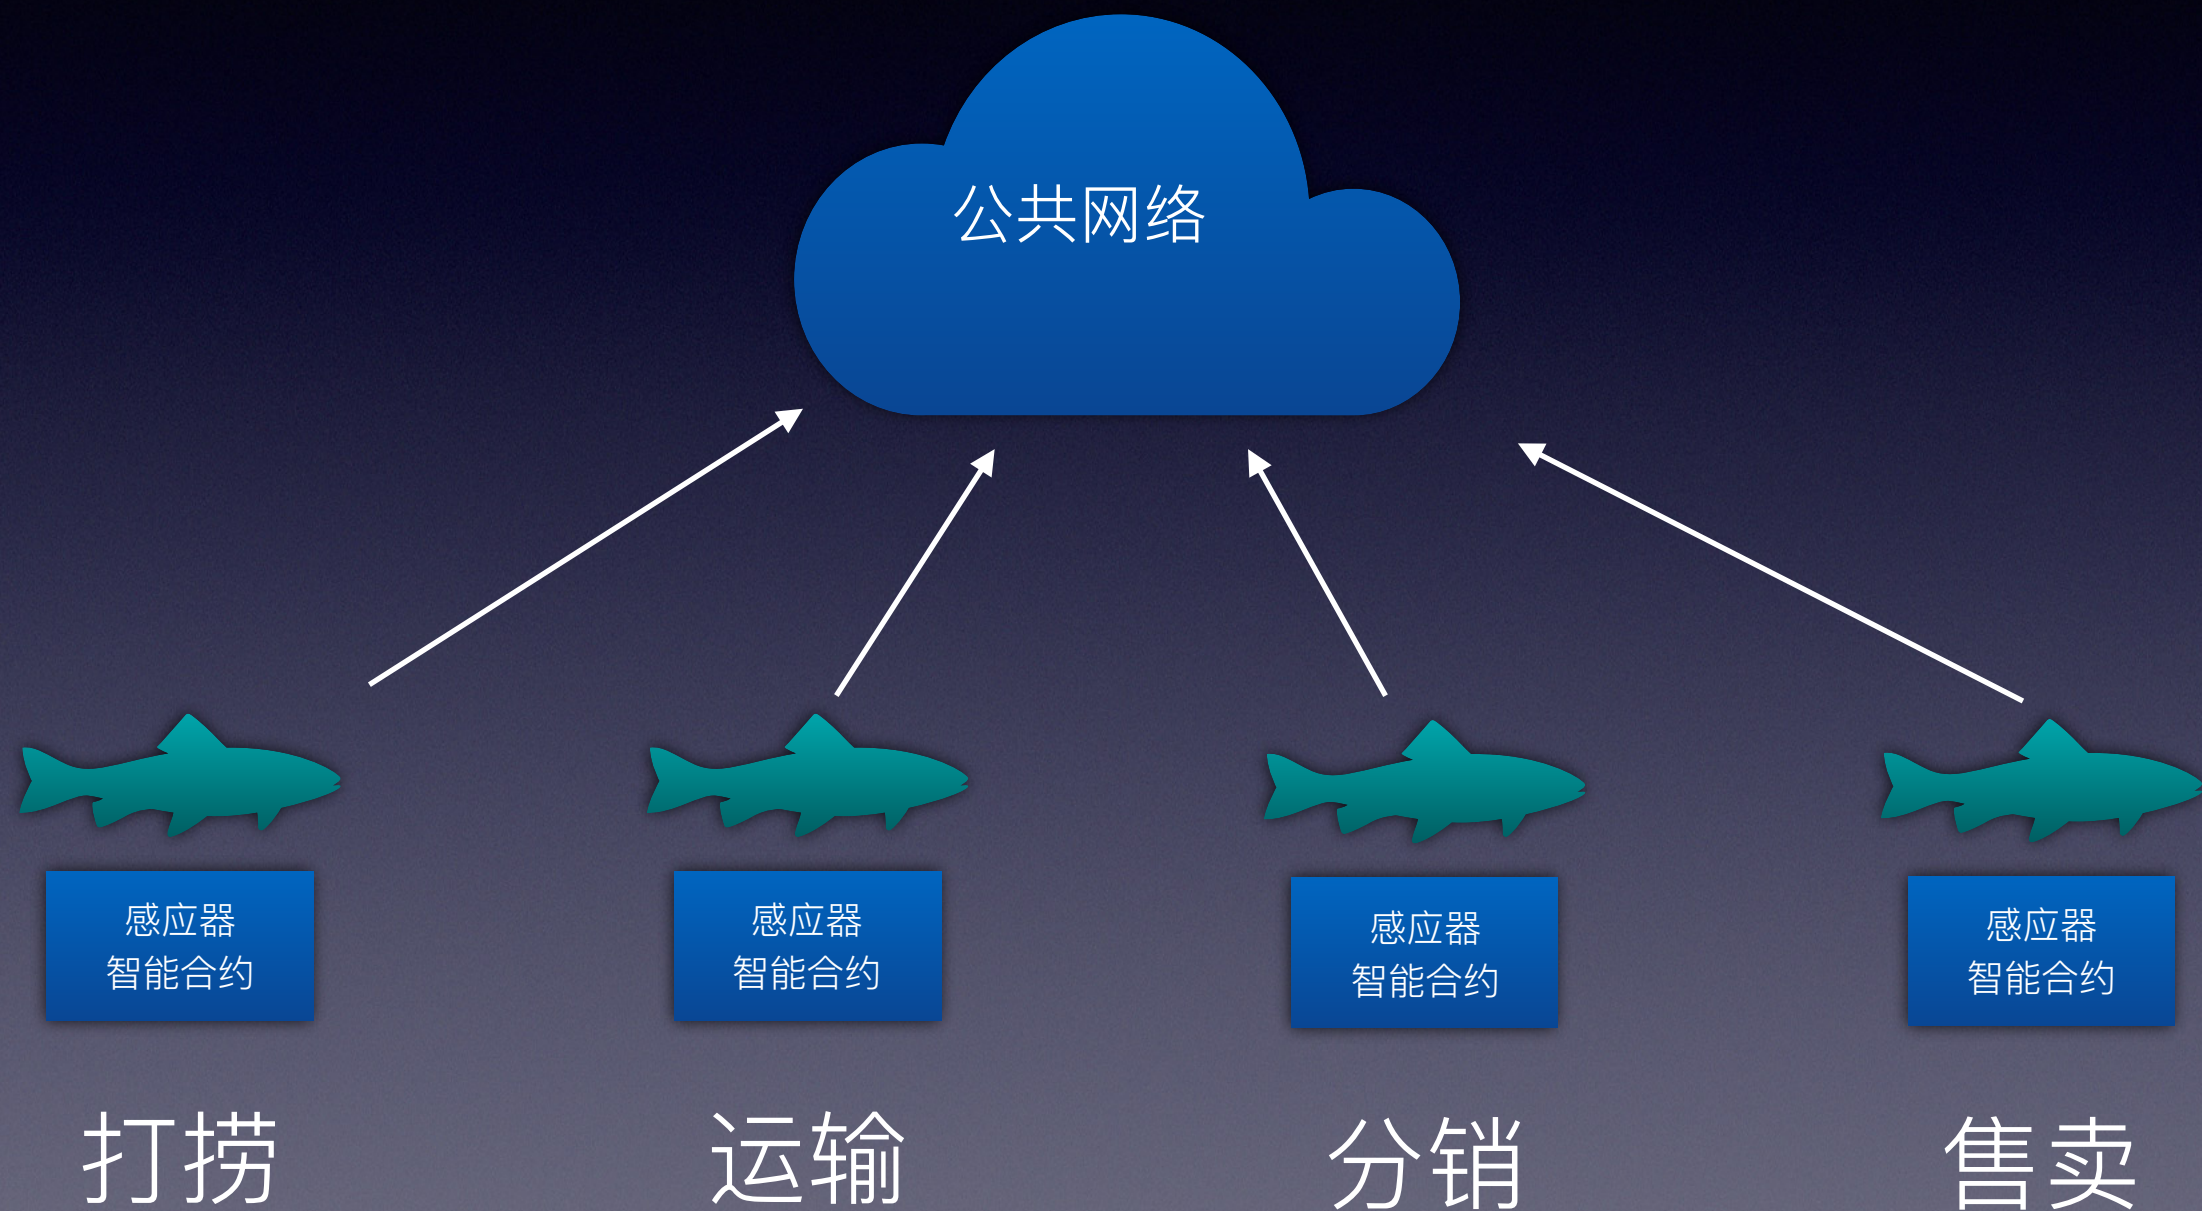 公共网络
感应器
智能合约
感应器
智能合约
感应器
智能合约
感应器
智能合约
打捞
运输
分销
售卖